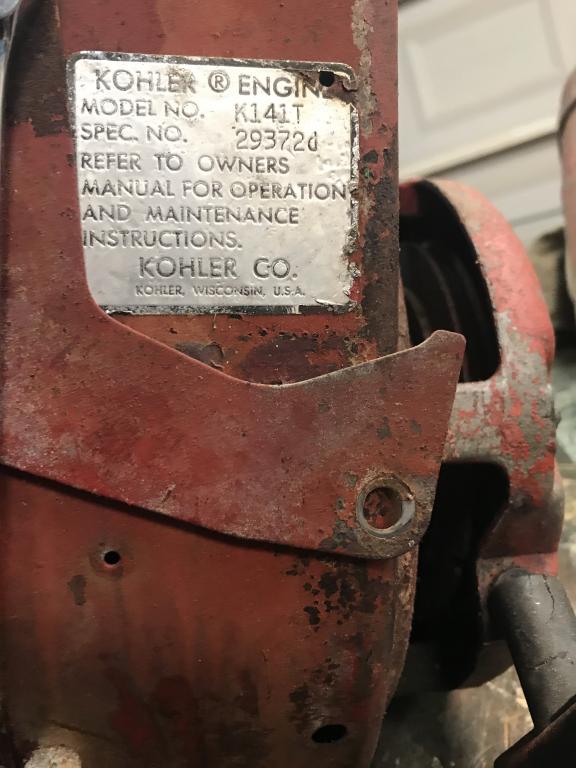 KOHLER ® ENGINE
MODEL NO. K141T
SPEC. NO. 29372d
REFER TO OWNERS
MANUAL FOR OPERATION
AND MAINTENANCE
INSTRUCTIONS.
KOHLER CO.
KOHLER, WISCONSIN, U.S.A.